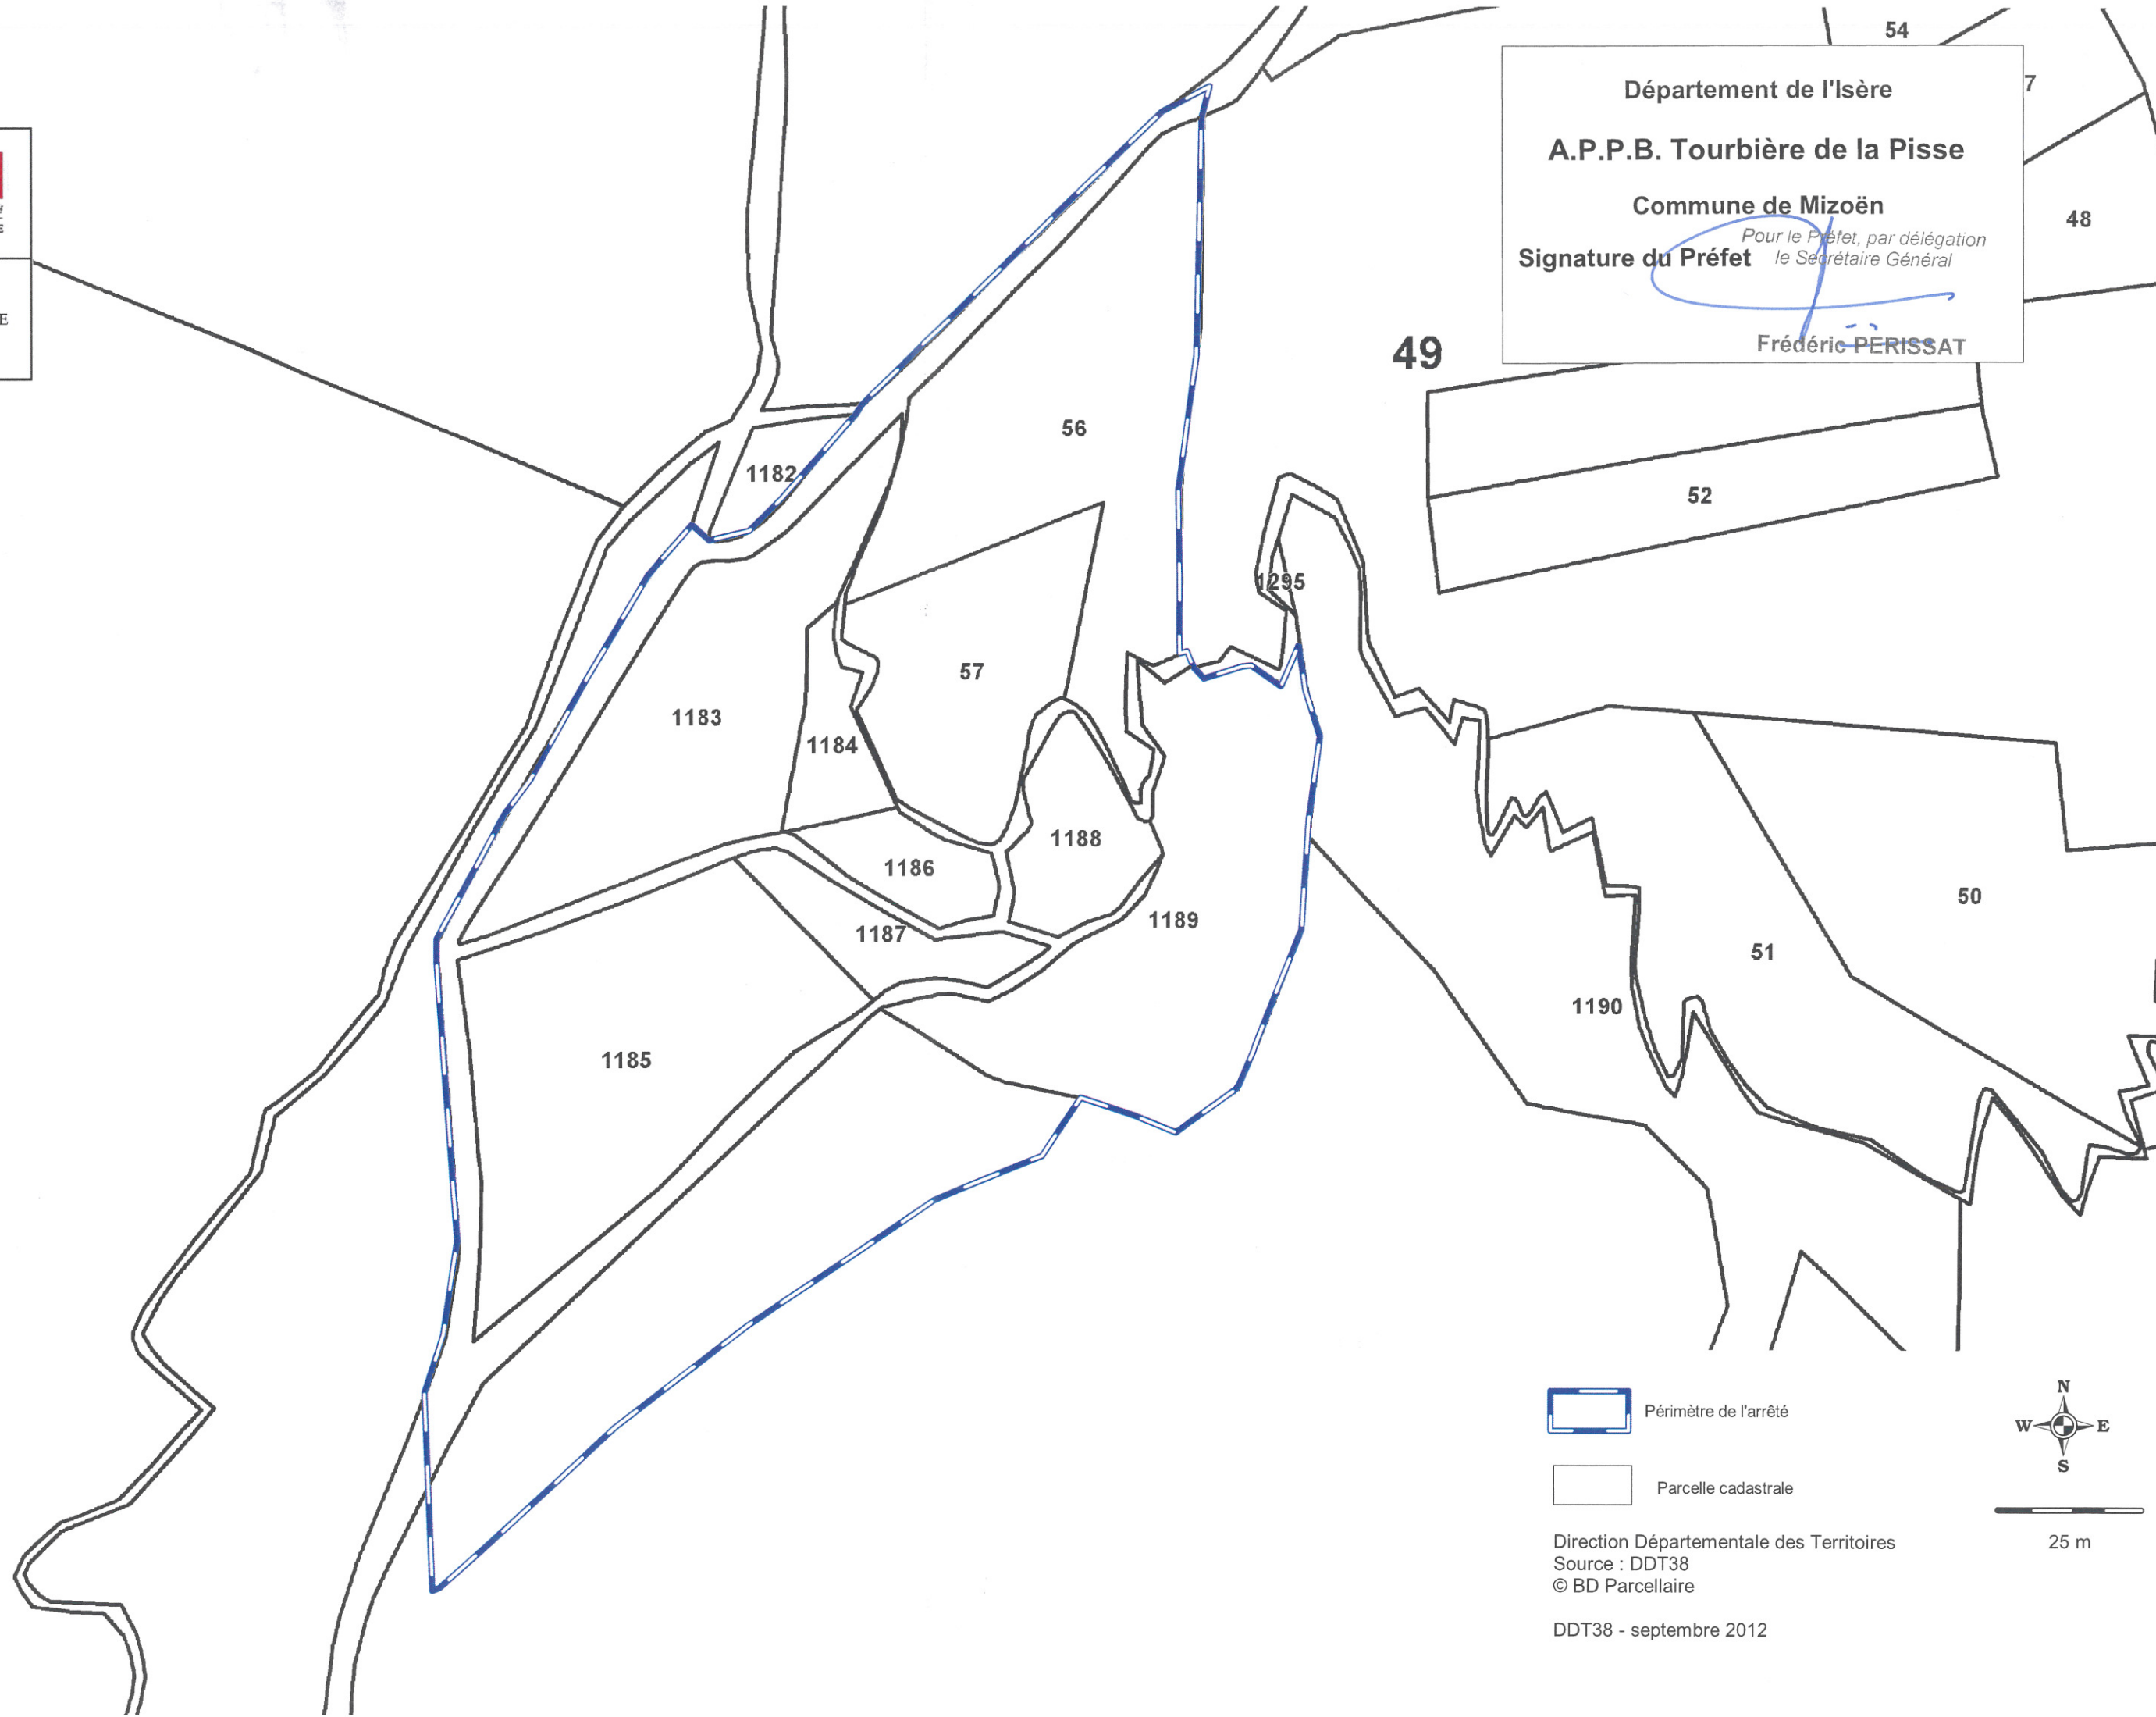 54
Département de l'Isère
7
A.P.P.B. Tourbière de la Pisse
Commune de Mizoën
48
Pour le Préfet, par délégation
Signature du Préfet le Secrétaire Général
E
E
49
Frédéric PERISSAT
56
1182
52
1295
57
1183
1184
1188
1186
50
1189
1187
51
1190
1185
N
Périmètre de l'arrêté
W E
S
Parcelle cadastrale
Direction Départementale des Territoires
25 m
Source : DDT38
© BD Parcellaire
DDT38 - septembre 2012